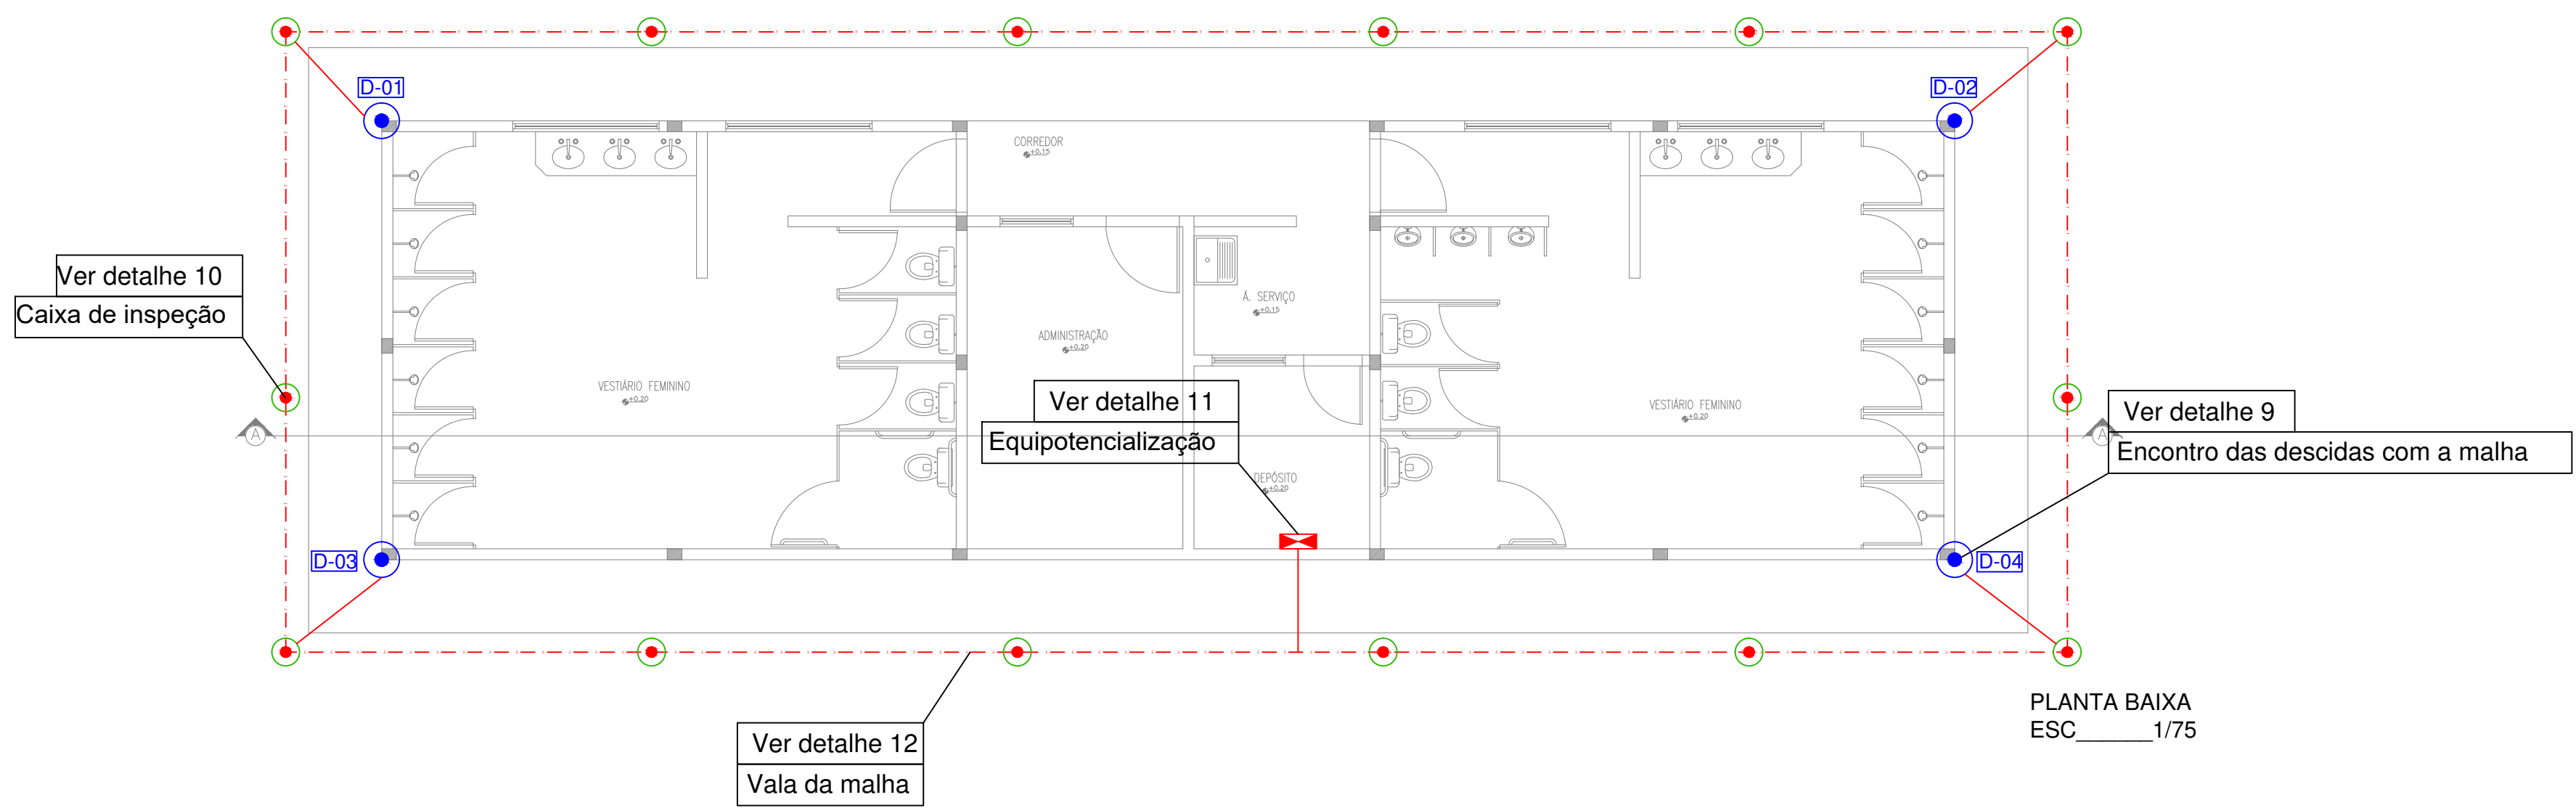 D-01
D-02
CORREDOR
+0.15
Ver detalhe 10
Caixa de inspeção
Á. SERVIÇO
+0.15
ADMINISTRAÇÃO
+0.20
VESTIÁRIO FEMININO
+0.20
Ver detalhe 11
Equipotencialização
VESTIÁRIO FEMININO
+0.20
Ver detalhe 9
Encontro das descidas com a malha
A
A
DEPÓSITO
+0.20
D-03
D-04
PLANTA BAIXA
ESC______1/75
Ver detalhe 12
Vala da malha